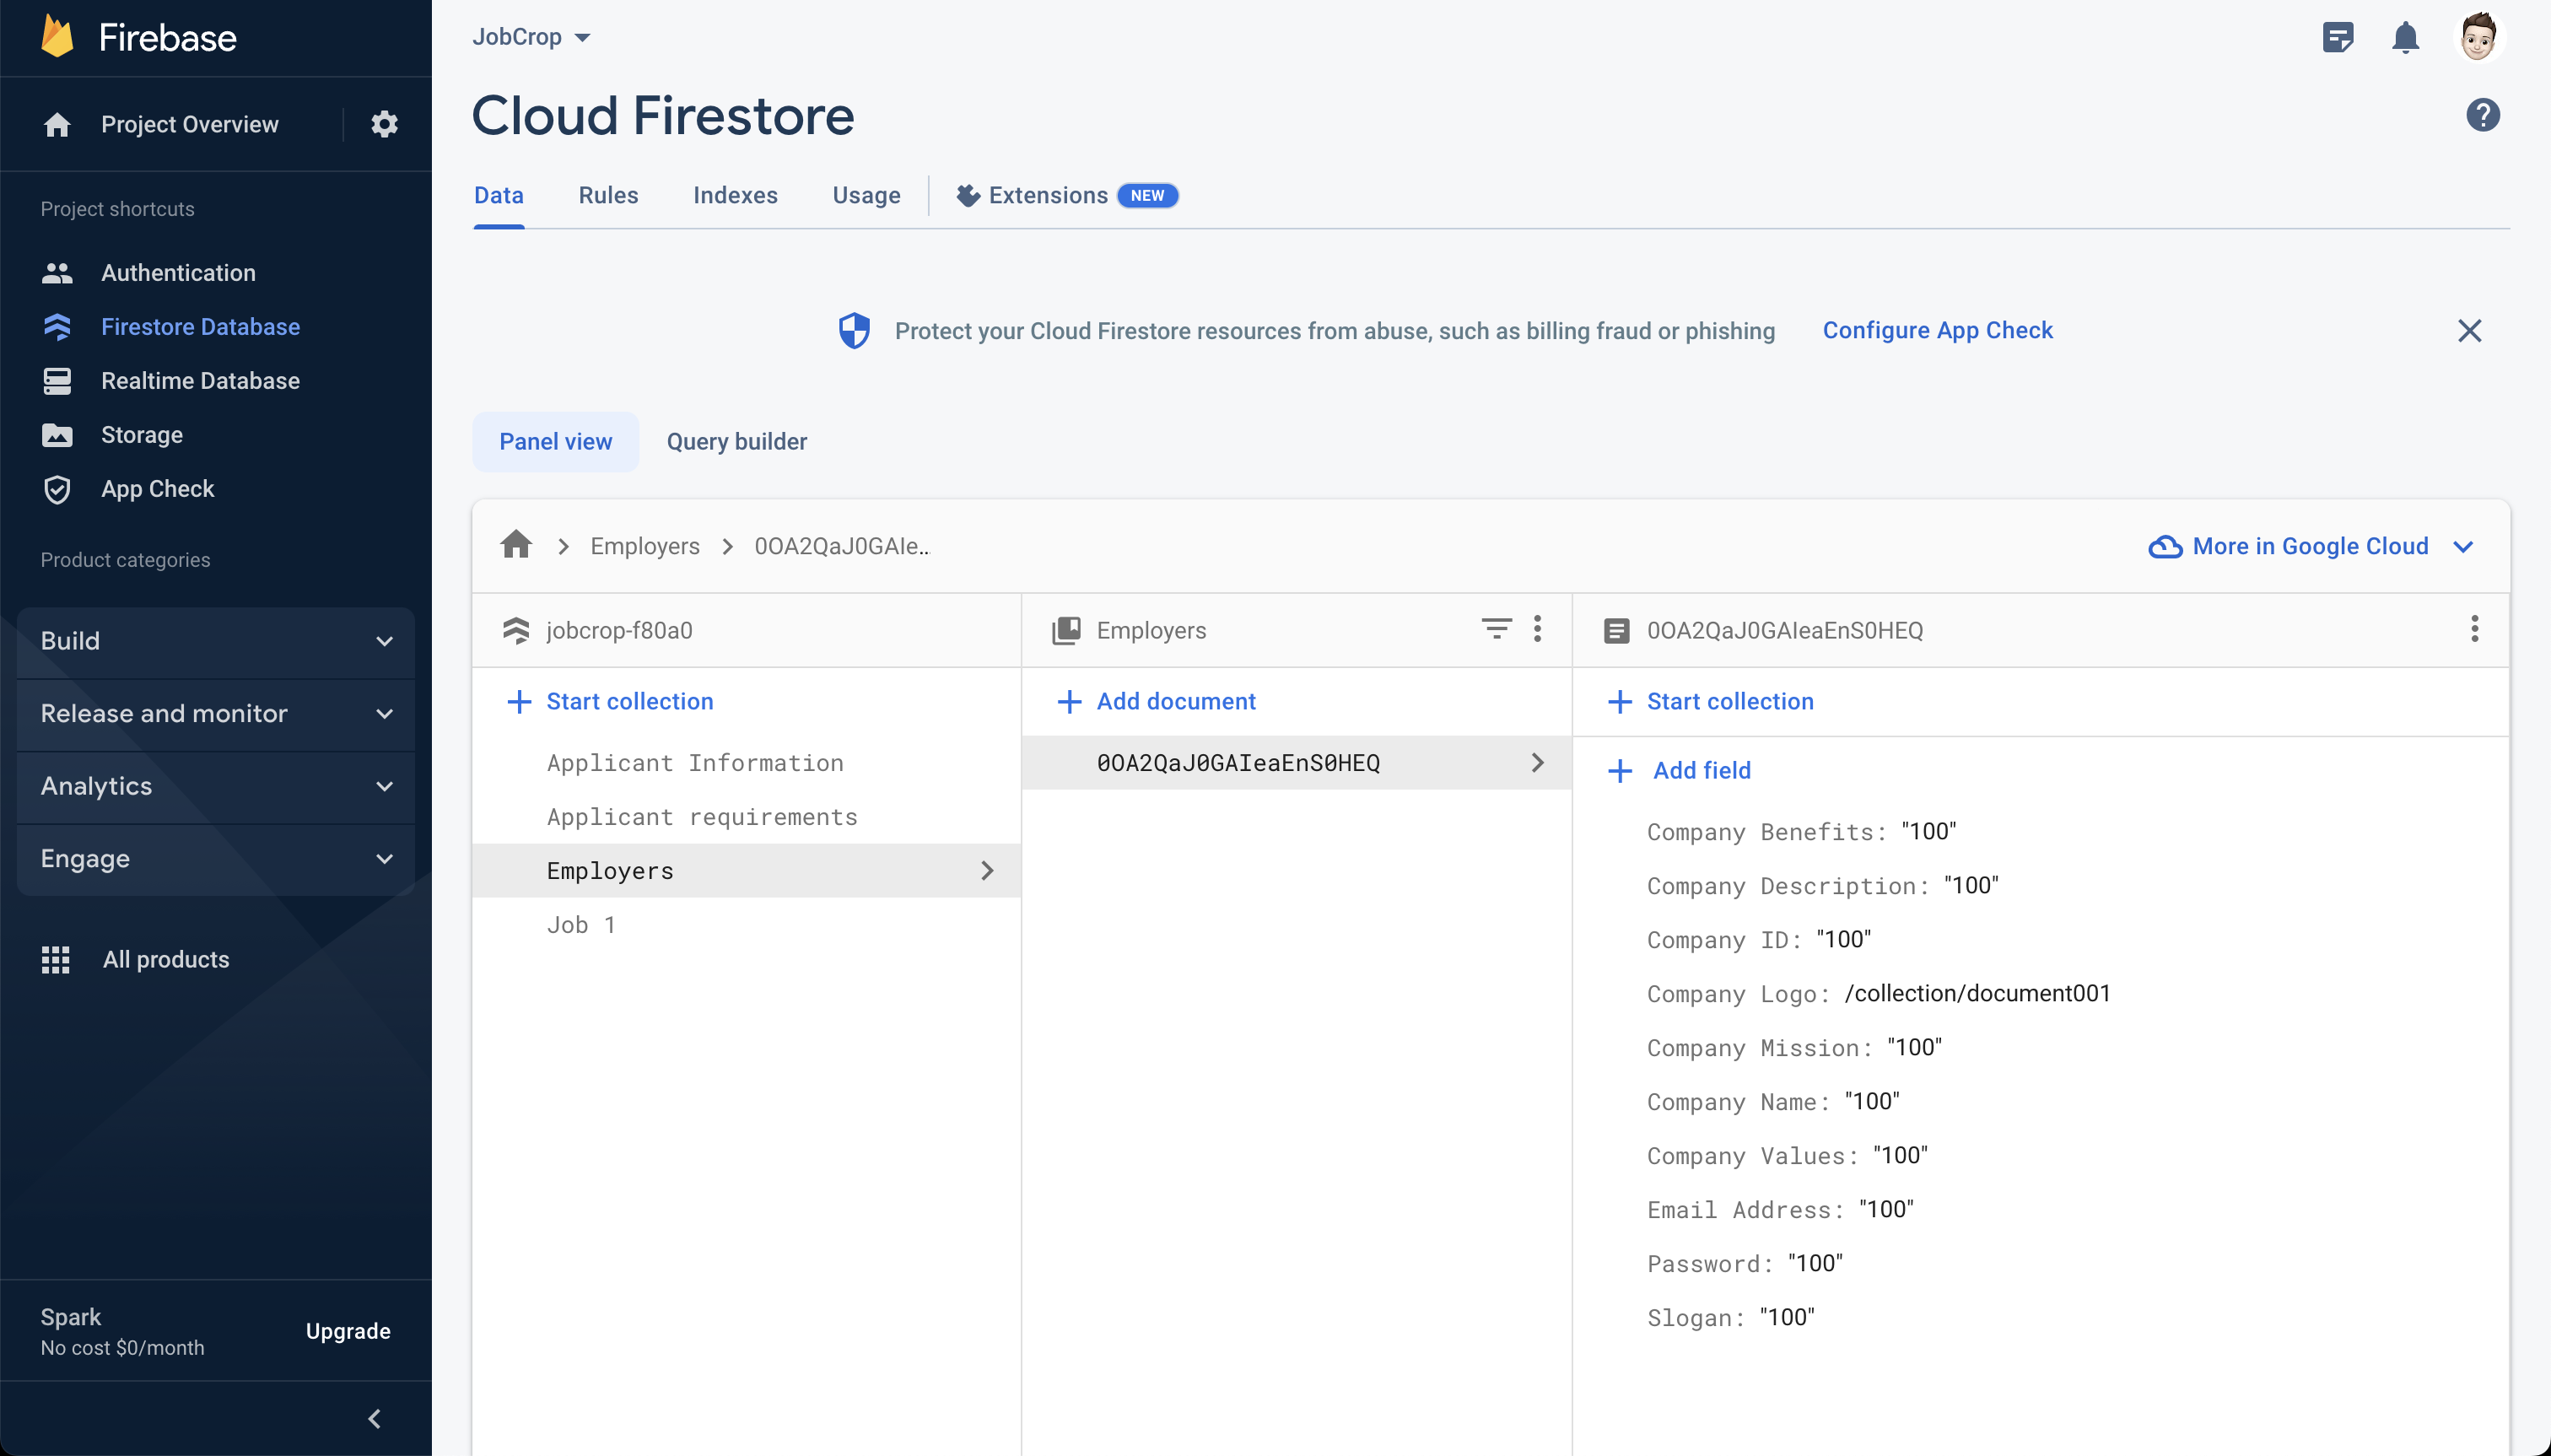 Firebase
Project Overview
Project shortcuts
Authentication
Firestore Database
Realtime Database
Storage
App Check
Product categories
Build
Release and monitor
Analytics
Engage
All products
Spark
No cost $0/month
Upgrade
JobCrop
Cloud Firestore
Data Rules Indexes Usage Extensions NEW
Protect your Cloud Firestore resources from abuse, such as billing fraud or phishing Configure App Check
Panel view Query builder
Employers 0OA2QaJ0GAIe..
More in Google Cloud
jobcrop-f80a0
Start collection
Applicant Information
Applicant requirements
Employers
Job 1
Employers
Add document
0OA2QaJ0GAIeaEnS0HEQ
0OA2QaJ0GAIeaEnS0HEQ
Start collection
Add field
Company Benefits: "100"
Company Description: "100"
Company ID: "100"
Company Logo: /collection/document001
Company Mission: "100"
Company Name: "100"
Company Values: "100"
Email Address: "100"
Password: "100"
Slogan: "100"